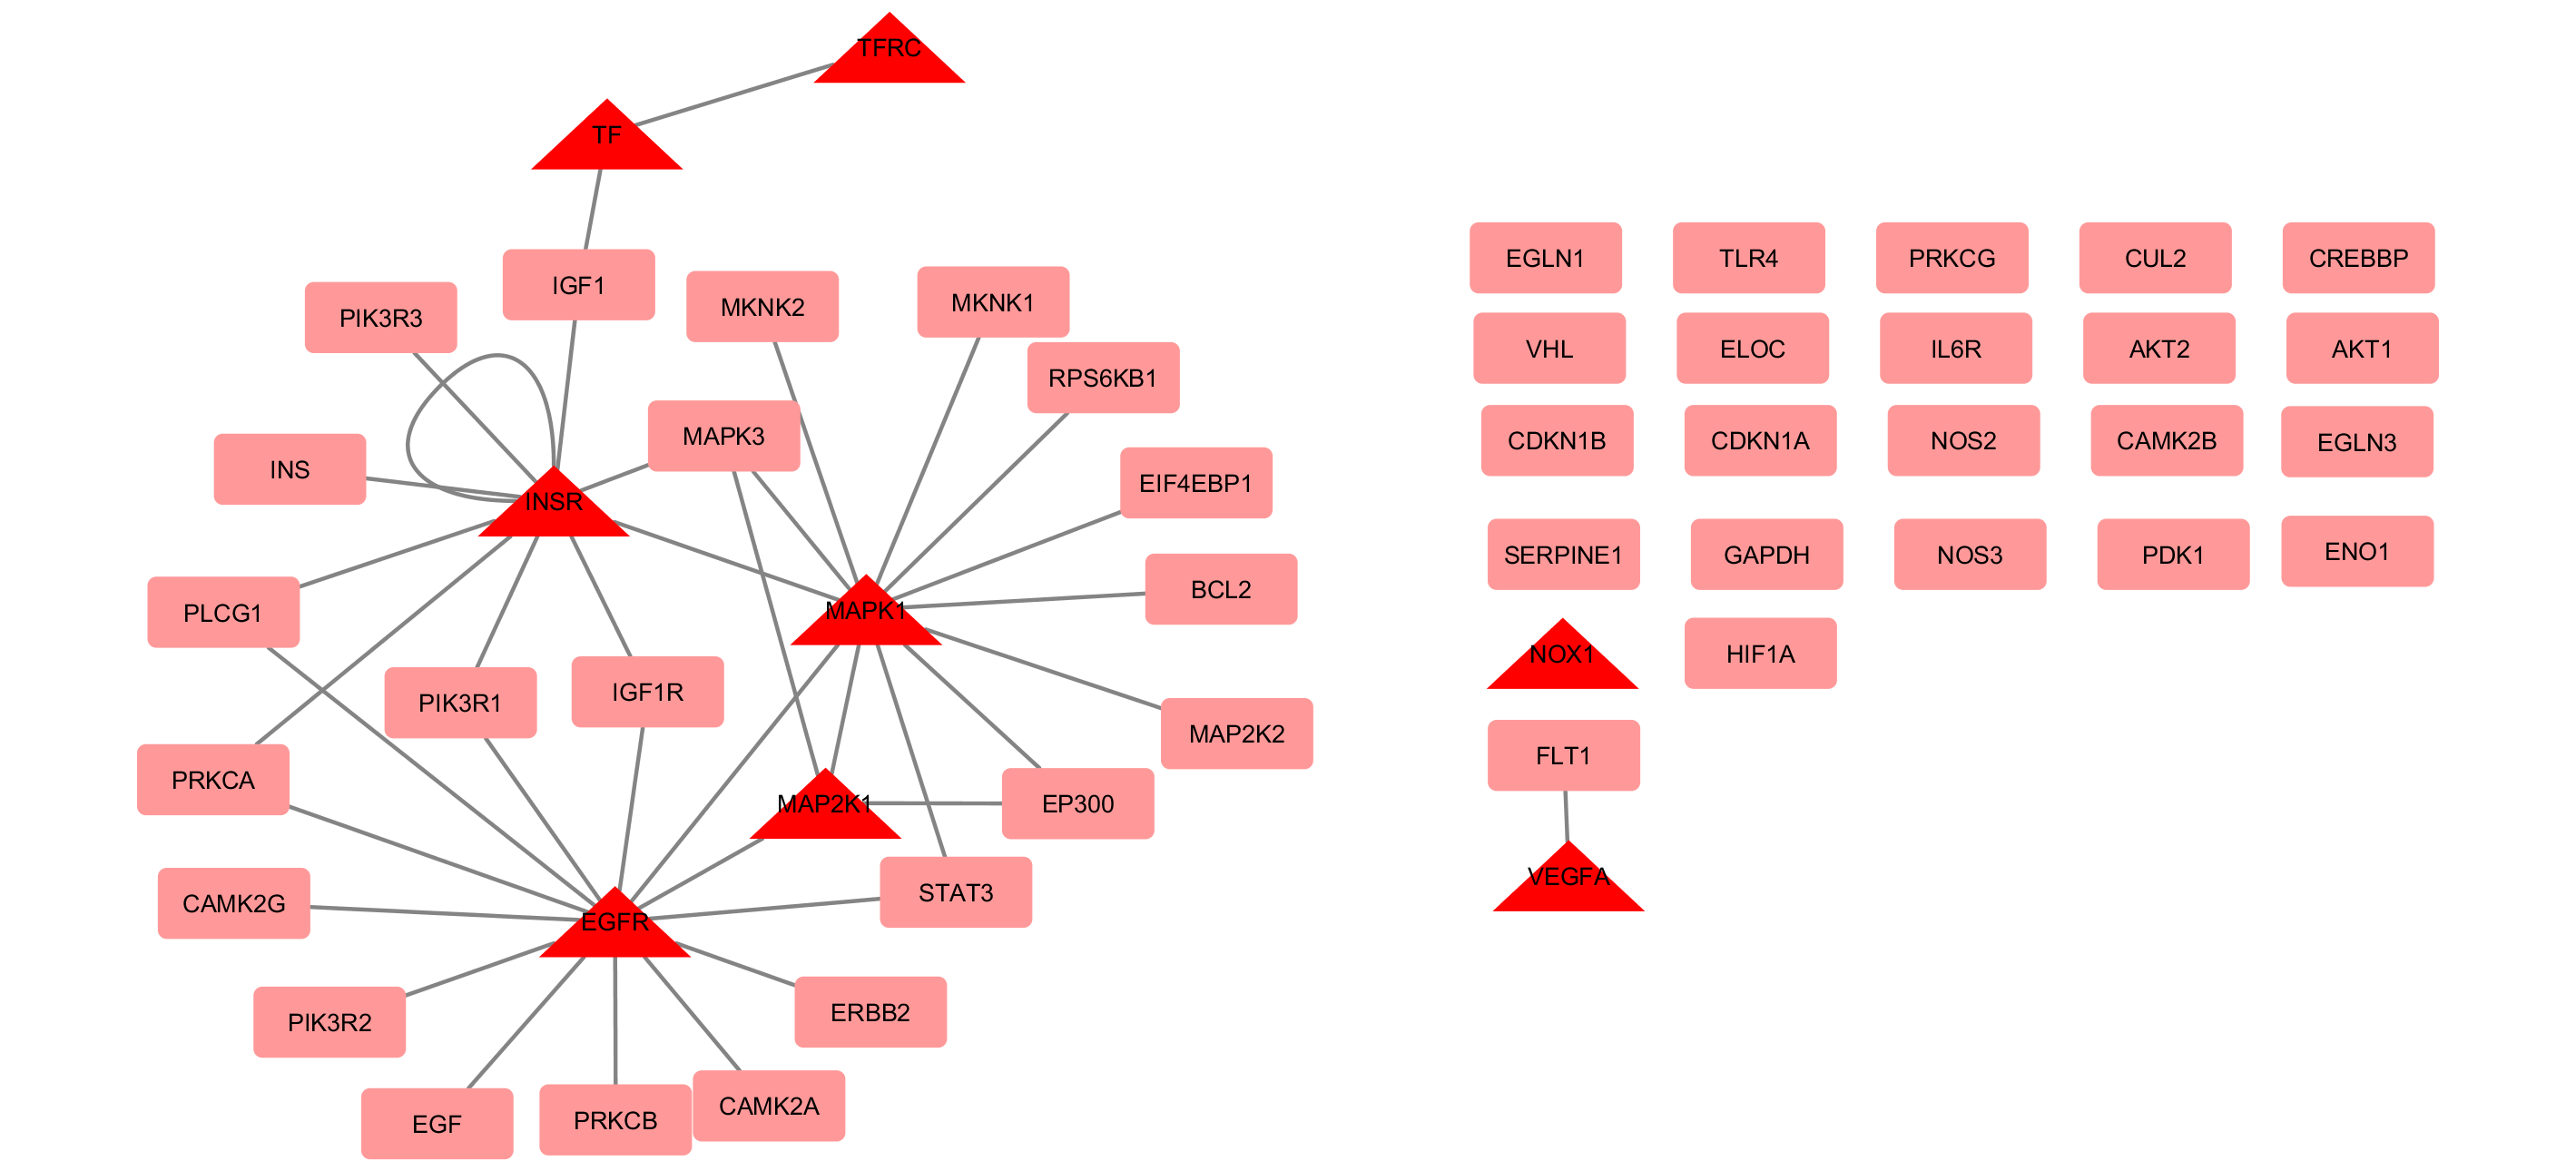 TFRC
TF
IGF1
PIK3R3
MKNK2
MKNK1
RPS6KB1
MAPK3
INS
INSR
EIF4EBP1
BCL2
PLCG1
MAPK1
PIK3R1
IGF1R
MAP2K2
PRKCA
MAP2K1
EP300
CAMK2G
STAT3
EGFR
PIK3R2
ERBB2
EGF
PRKCB
CAMK2A
EGLN1 TLR4 PRKCG CUL2 CREBBP
VHL ELOC IL6R AKT2 AKT1
CDKN1B CDKN1A NOS2 CAMK2B EGLN3
SERPINE1 GAPDH NOS3 PDK1 ENO1
NOX1 HIF1A
FLT1
VEGFA